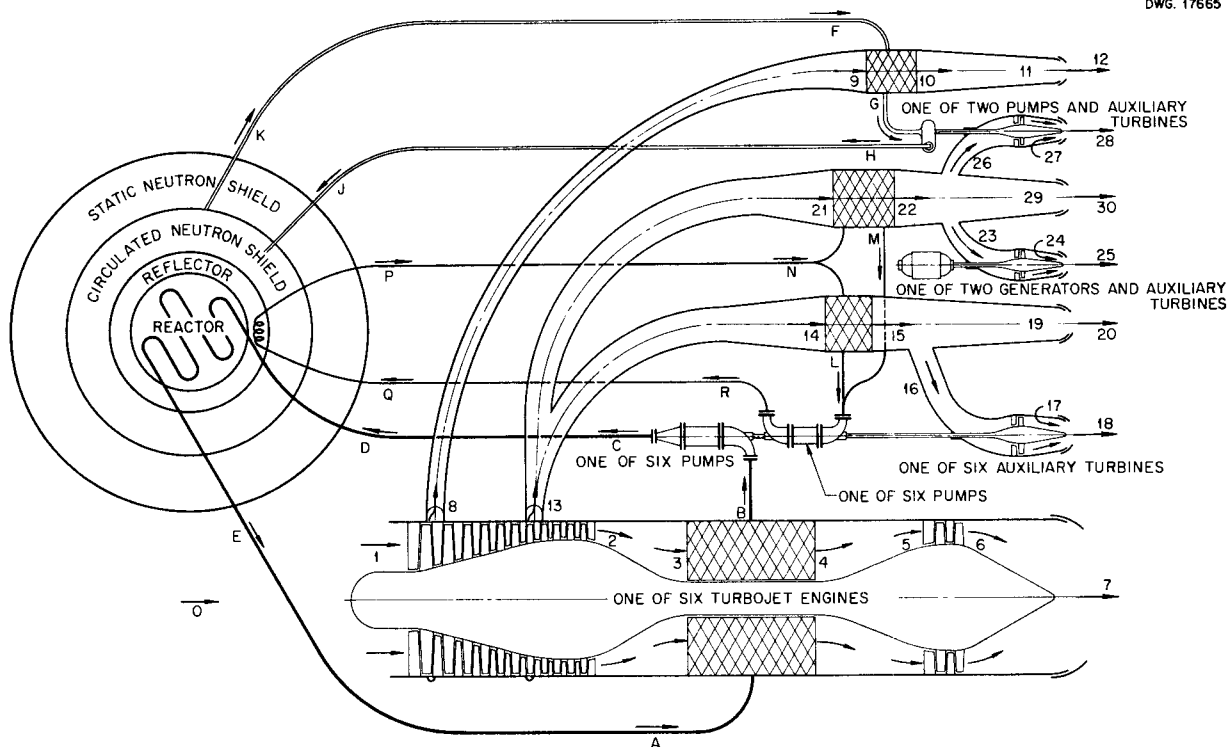 DWG. 17665
F
12
9
10
11
K
G
ONE OF TWO PUMPS AND AUXILIARY
TURBINES
28
H
27
26
J
STATIC NEUTRON SHIELD
CIRCULATED NEUTRON SHIELD
REFLECTOR
REACTOR
21
22
29
30
M
23
24
25
P
N
ONE OF TWO GENERATORS AND AUXILIARY
TURBINES
14
15
19
20
L
16
Q
R
17
18
D
C
ONE OF SIX PUMPS
ONE OF SIX AUXILIARY TURBINES
ONE OF SIX PUMPS
8
13
B
E
1
2
3
4
5
6
7
O
ONE OF SIX TURBOJET ENGINES
A